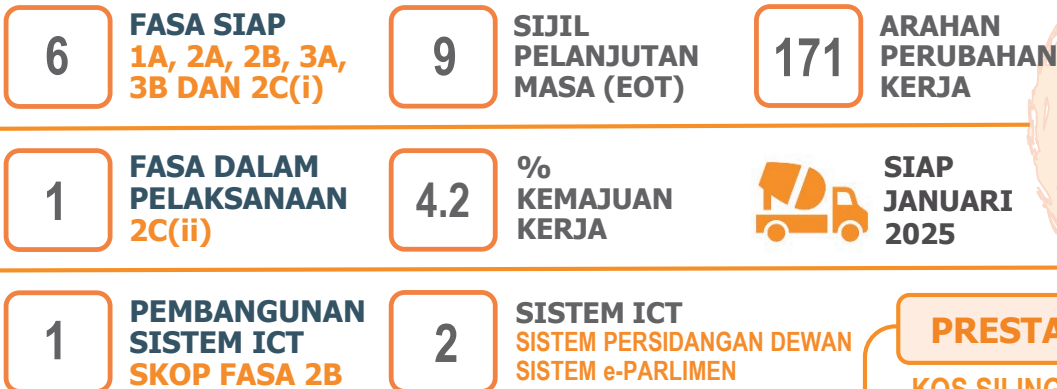 6
FASA SIAP
1A, 2A, 2B, 3A,
3B DAN 2C(i)
9
SIJIL
PELANJUTAN
MASA (EOT)
171
ARAHAN
PERUBAHAN
KERJA
1
FASA DALAM
PELAKSANAAN
2C(ii)
4.2
%
KEMAJUAN
KERJA
SIAP
JANUARI
2025
1
PEMBANGUNAN
SISTEM ICT
SKOP FASA 2B
2
SISTEM ICT
SISTEM PERSIDANGAN DEWAN
SISTEM e-PARLIMEN
PRESTA
KOS SILING